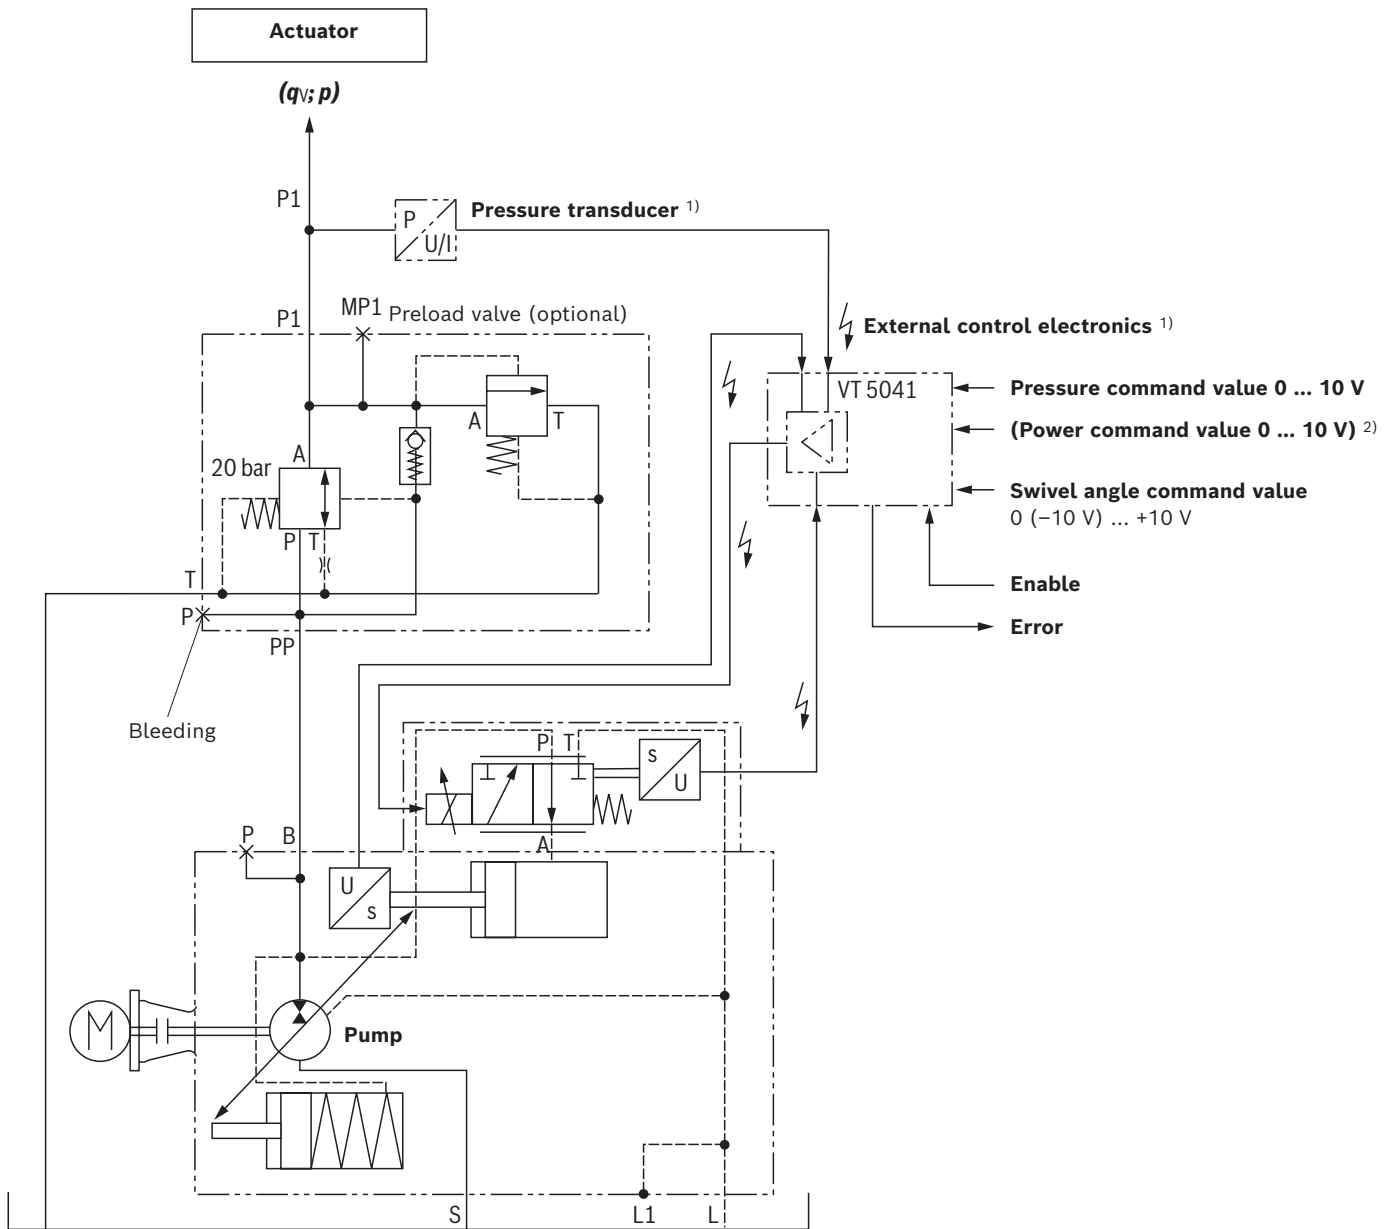 Actuator
(qV; p)
P1
P
U/I
Pressure transducer 1)
P1
MP1
Preload valve (optional)
External control electronics 1)
VT 5041
Pressure command value 0 ... 10 V
(Power command value 0 ... 10 V) 2)
Swivel angle command value
0 (–10 V) ... +10 V
Enable
Error
A
T
A
20 bar
P
T
T
P
PP
Bleeding
P
T
s
U
A
P
B
U
s
M
Pump
S
L1
L